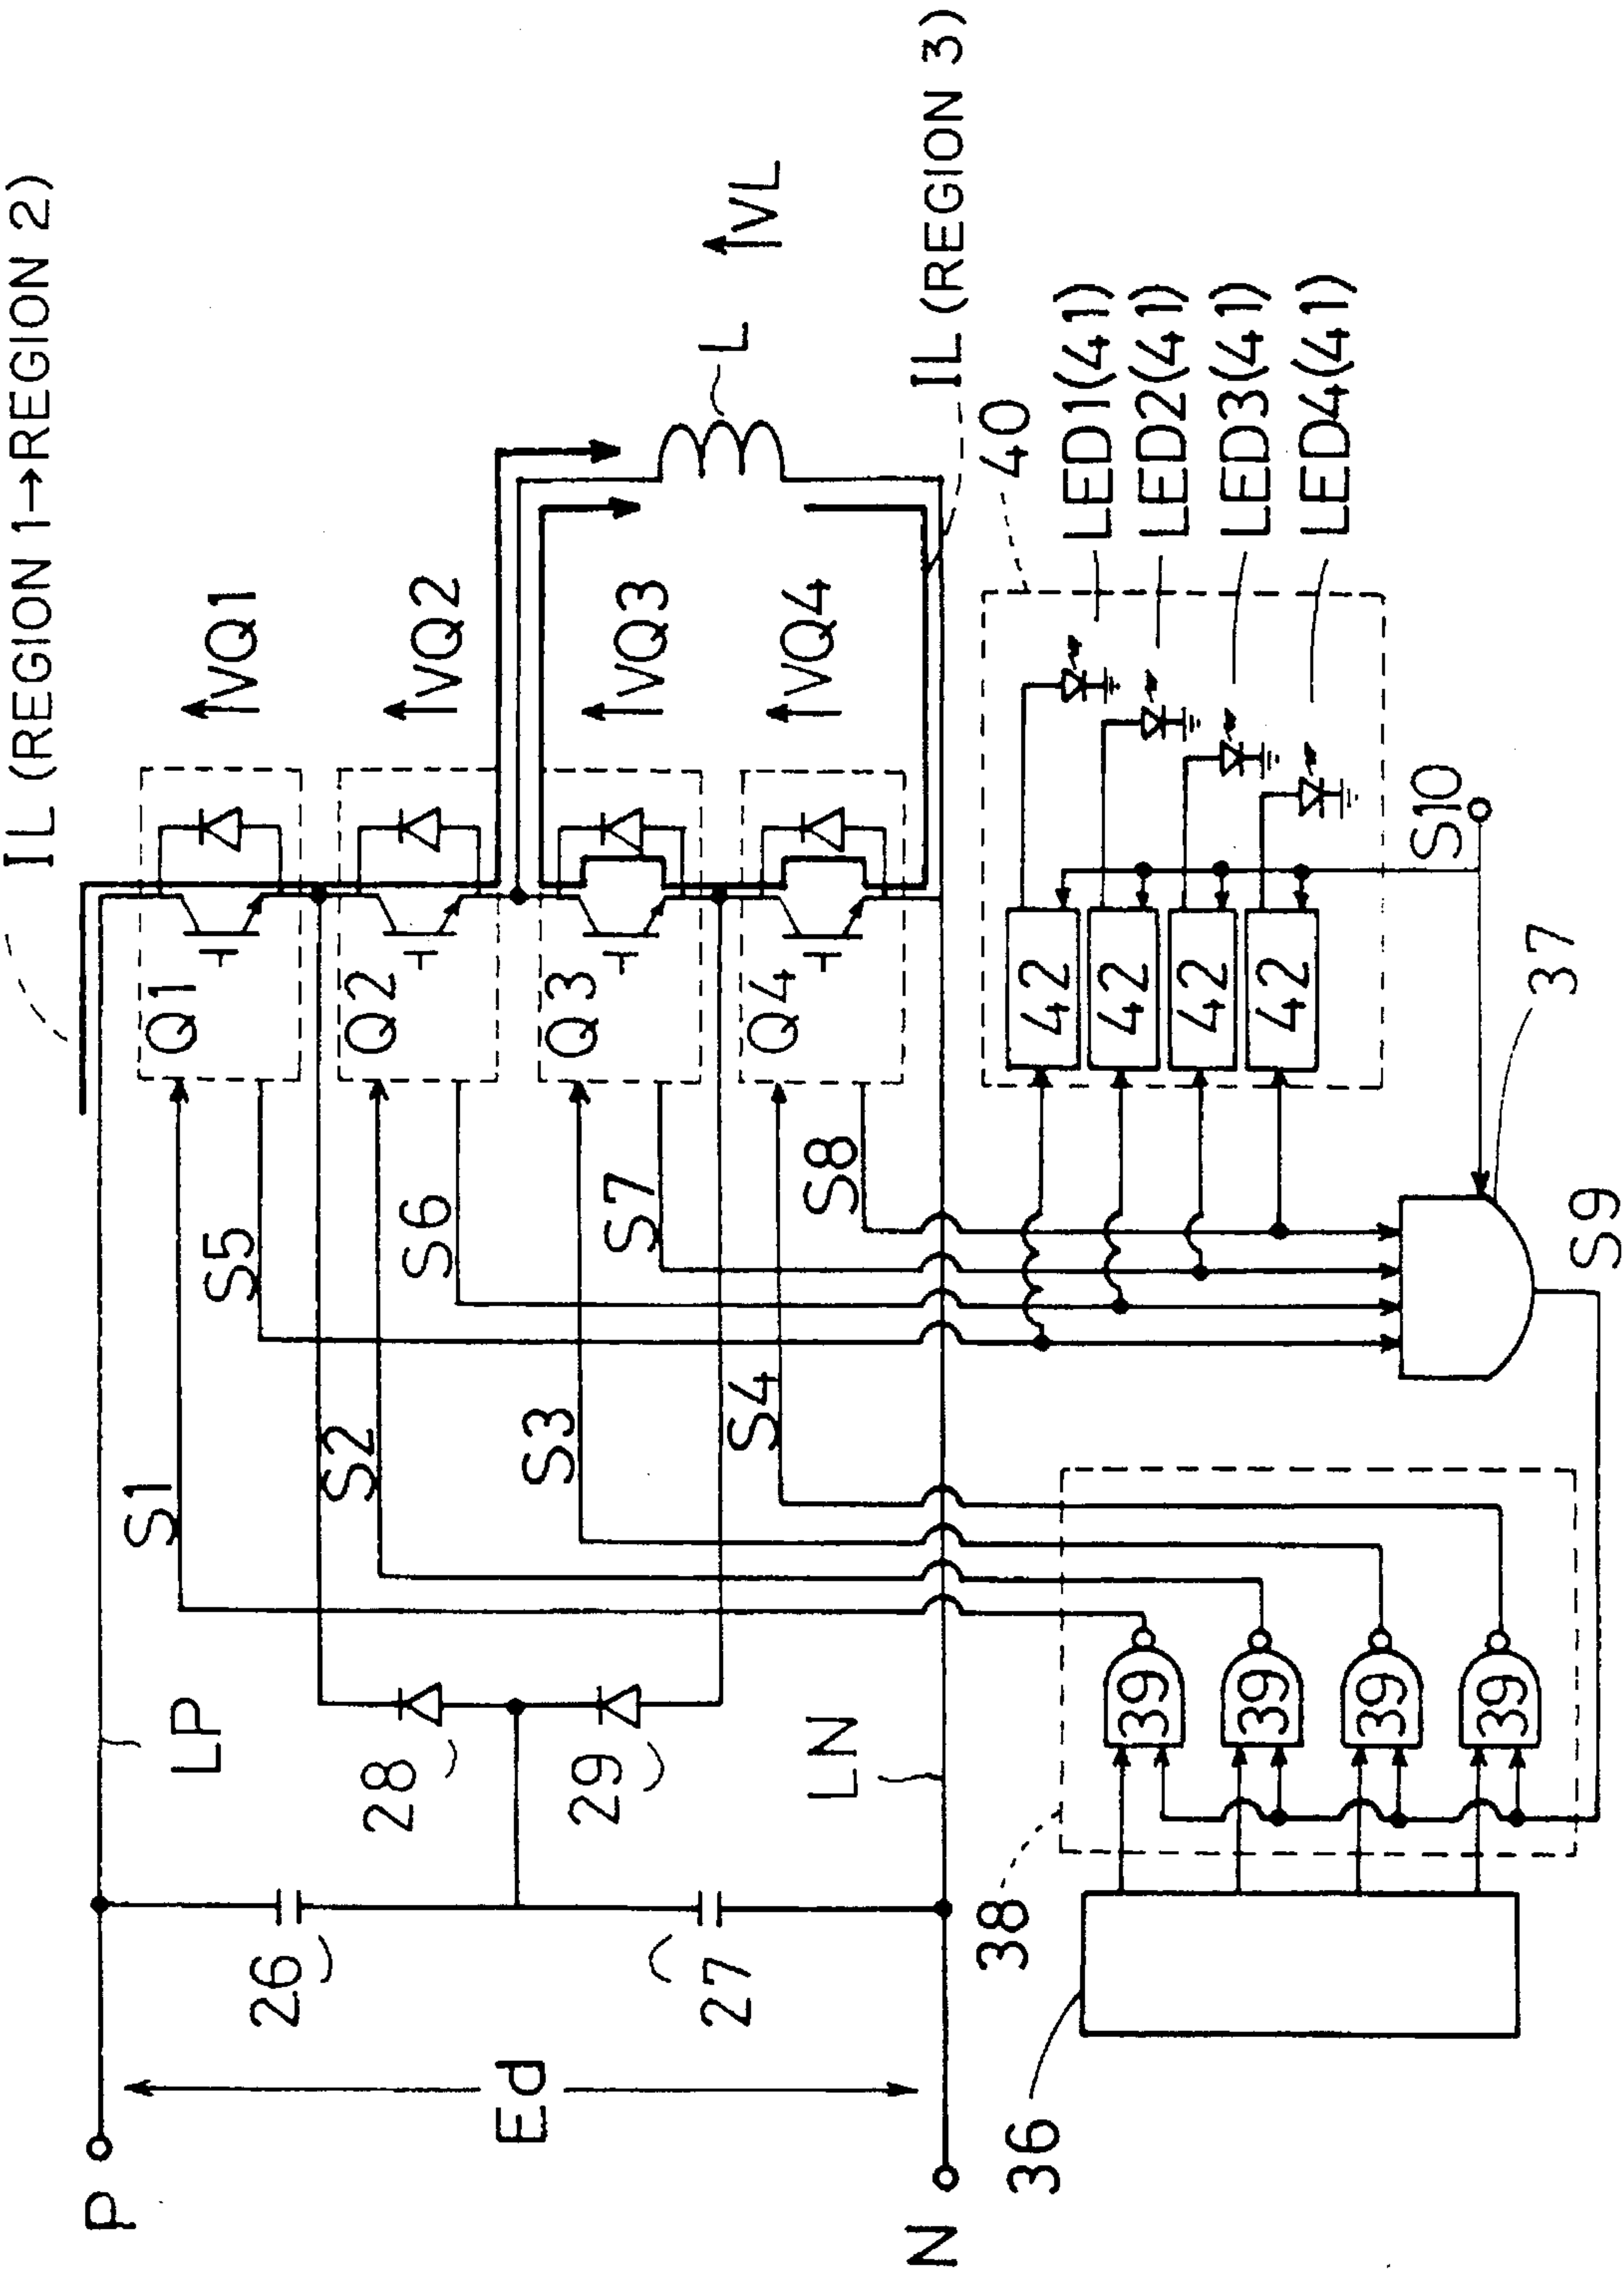 IL (REGION 1→REGION 2)
P
N
Ed
26
27
LP
LN
28
29
S1
S2
S3
S4
S5
S6
S7
S8
Q1
Q2
Q3
Q4
VQ1
VQ2
VQ3
VQ4
L
VL
IL (REGION 3)
36
38
39
39
39
39
S9
37
S10
40
42
42
42
42
LED1(41)
LED2(41)
LED3(41)
LED4(41)